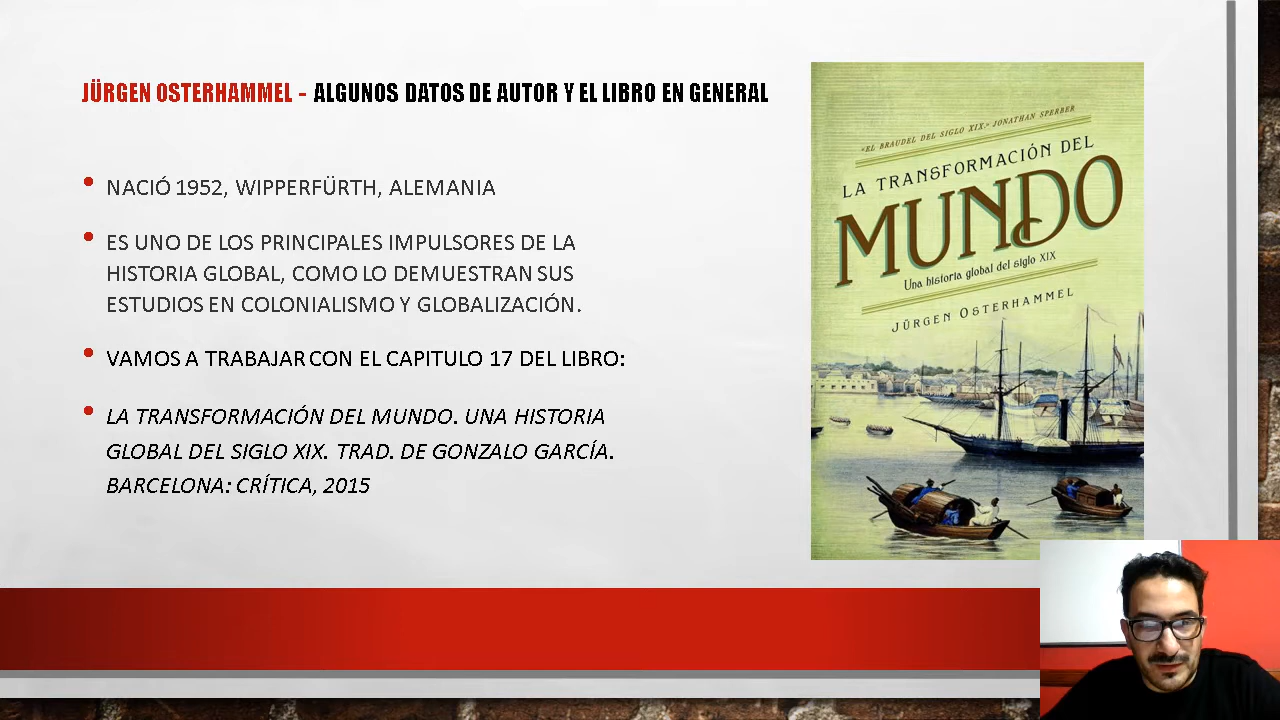 JÜRGEN OSTERHAMMEL – ALGUNOS DATOS DE AUTOR Y EL LIBRO EN GENERAL
• NACIÓ 1952, WIPPERFÜRTH, ALEMANIA
• ES UNO DE LOS PRINCIPALES IMPULSORES DE LA
HISTORIA GLOBAL, COMO LO DEMUESTRAN SUS
ESTUDIOS EN COLONIALISMO Y GLOBALIZACIÓN.
• VAMOS A TRABAJAR CON EL CAPITULO 17 DEL LIBRO:
• LA TRANSFORMACIÓN DEL MUNDO. UNA HISTORIA
GLOBAL DEL SIGLO XIX. TRAD. DE GONZALO GARCÍA.
BARCELONA: CRÍTICA, 2015
«EL BRAUDEL DEL SIGLO XIX.» JONATHAN SPERBER
LA TRANSFORMACIÓN DEL
MUNDO
Una historia global del siglo XIX
JÜRGEN OSTERHAMMEL